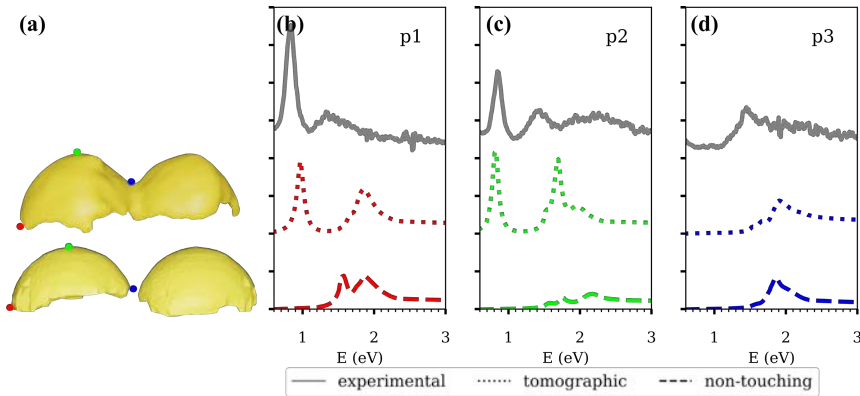 (a) (b) p1 (c) p2 (d) p3
1 2 3 1 2 3 1 2 3
E (eV) E (eV) E (eV)
experimental tomographic non-touching